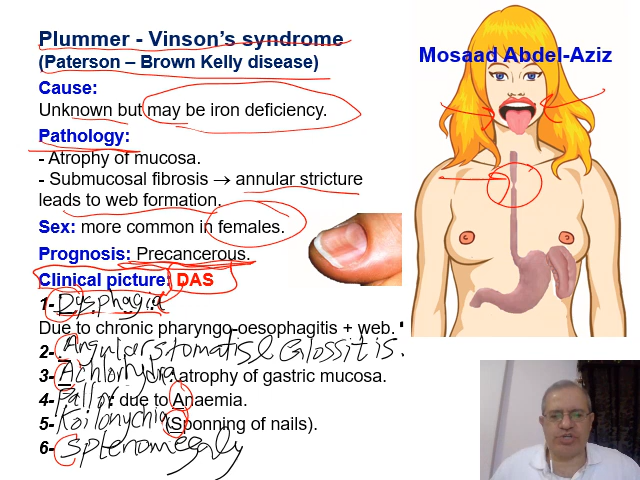 Plummer - Vinson's syndrome
(Paterson – Brown Kelly disease)
Mosaad Abdel-Aziz
Cause:
Unknown but may be iron deficiency.
Pathology:
- Atrophy of mucosa.
- Submucosal fibrosis → annular stricture
leads to web formation.
Sex: more common in females.
Prognosis: Precancerous.
Clinical picture: DAS
1- Dysphagia
Due to chronic pharyngo-oesophagitis + web.
2- Angular stomatis & Glossitis.
3- Achlorhydria atrophy of gastric mucosa.
4- Pallor: due to Anaemia.
5- Koilonychia (Sponning of nails).
6- Splenomegaly